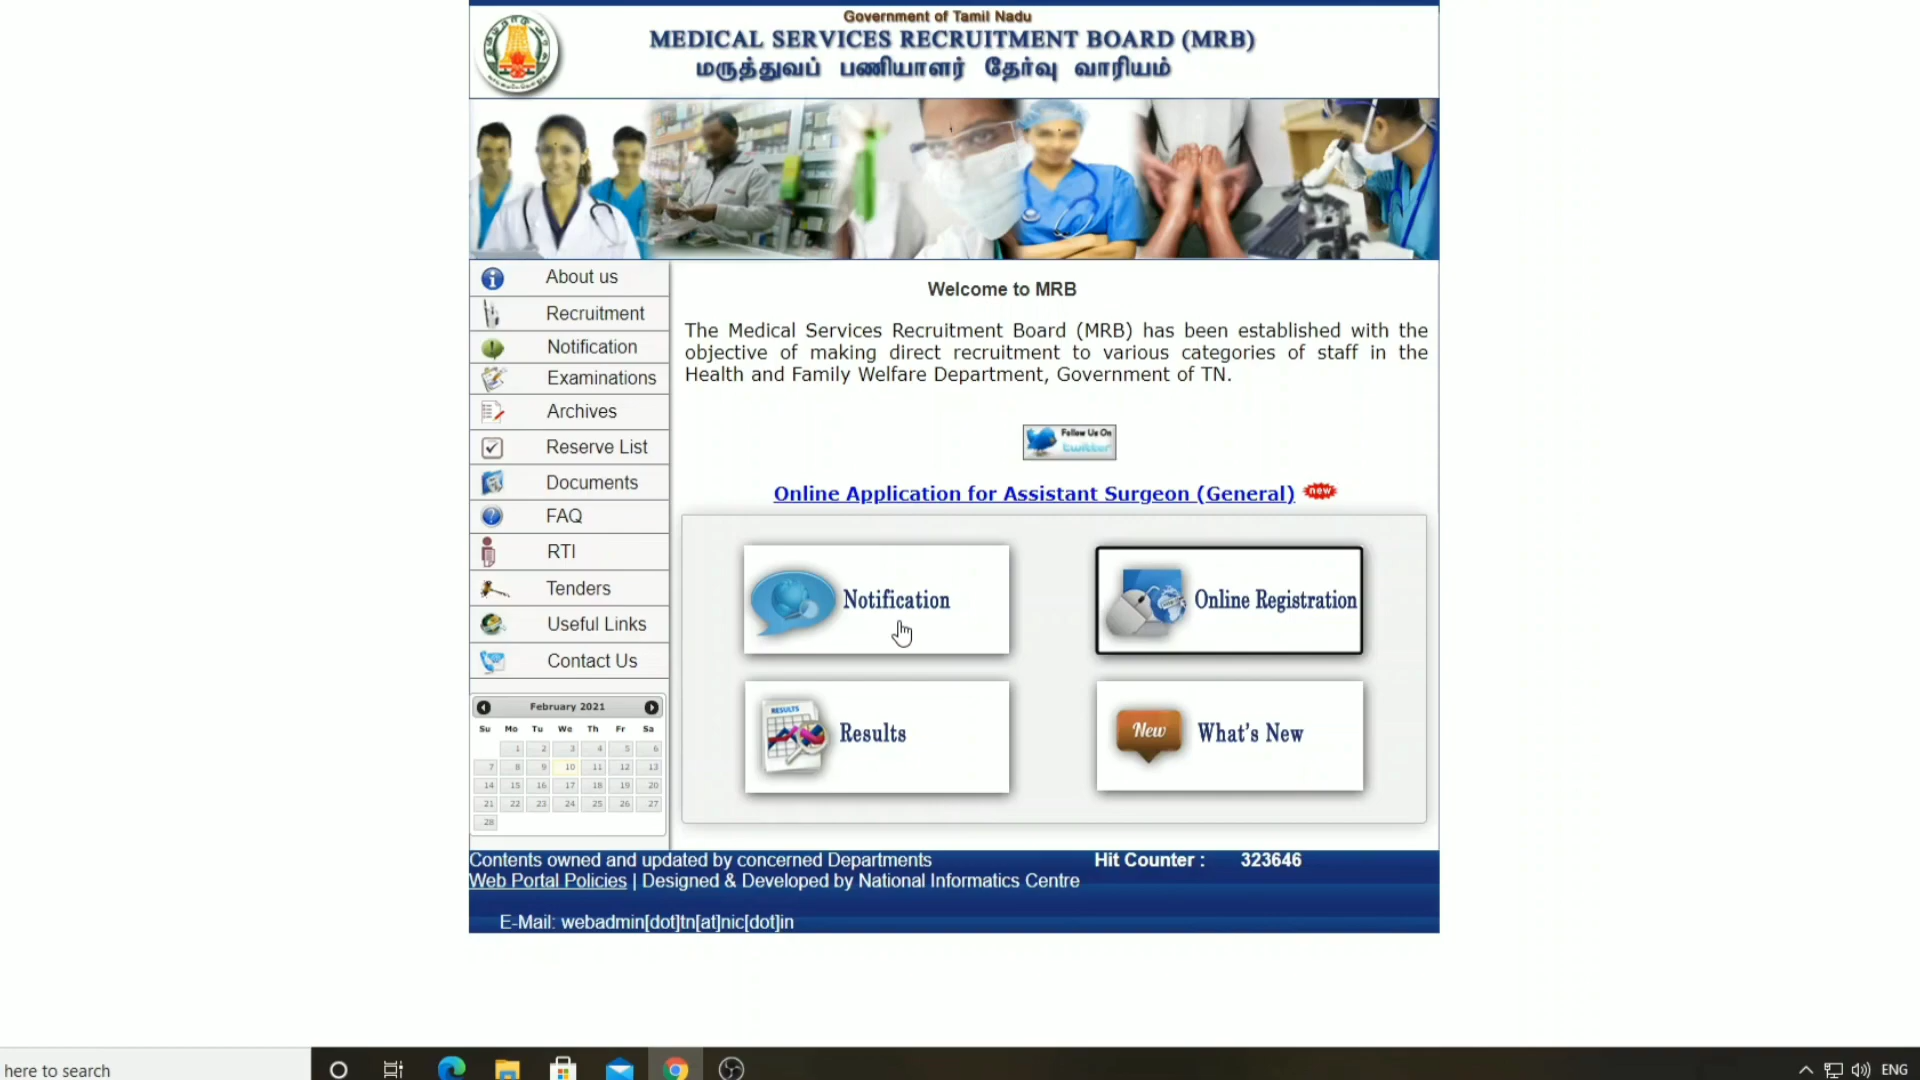 Government of Tamil Nadu
MEDICAL SERVICES RECRUITMENT BOARD (MRB)
மருத்துவப் பணியாளர் தேர்வு வாரியம்
About us
Recruitment
Notification
Examinations
Archives
Reserve List
Documents
FAQ
RTI
Tenders
Useful Links
Contact Us
Welcome to MRB
The Medical Services Recruitment Board (MRB) has been established with the
objective of making direct recruitment to various categories of staff in the
Health and Family Welfare Department, Government of TN.
Follow Us On
twitter
Online Application for Assistant Surgeon (General) new
Notification
Online Registration
RESULTS
Results
New
What's New
February 2021
Su Mo Tu We Th Fr Sa
1 2 3 4 5 6
7 8 9 10 11 12 13
14 15 16 17 18 19 20
21 22 23 24 25 26 27
28
Contents owned and updated by concerned Departments
Hit Counter : 323646
Web Portal Policies | Designed & Developed by National Informatics Centre
E-Mail: webadmin[dot]tn[at]nic[dot]in
here to search
ENG